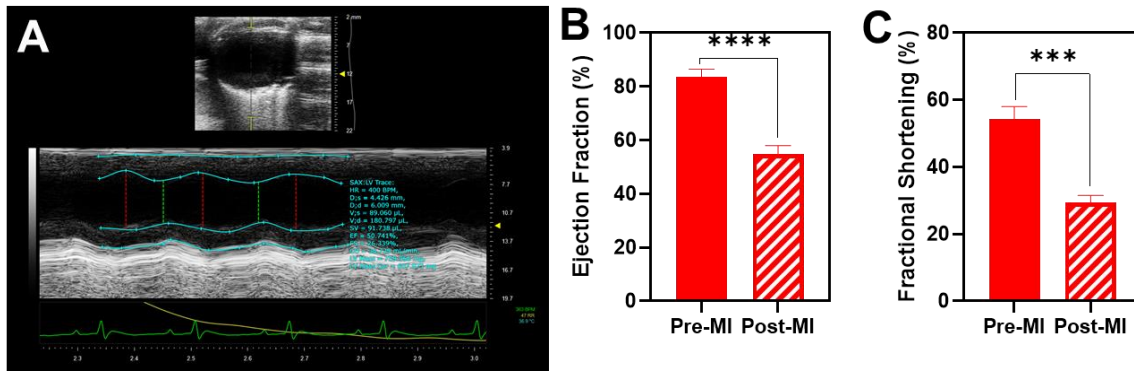 A
2 mm
7
12
17
22
3.9
7.7
10.7
13.7
16.7
19.7
SAX:LV Trace:
HR = 400 BPM,
D;s = 4.426 mm,
D;d = 6.009 mm,
V;s = 89.060 µL,
V;d = 180.797 µL,
SV = 91.738 µL,
EF = 50.741%,
2.3 2.4 2.5 2.6 2.7 2.8 2.9 3.0
B
Ejection Fraction (%)
100
80
60
40
20
0
****
Pre-MI Post-MI
C
Fractional Shortening (%)
80
60
40
20
0
***
Pre-MI Post-MI